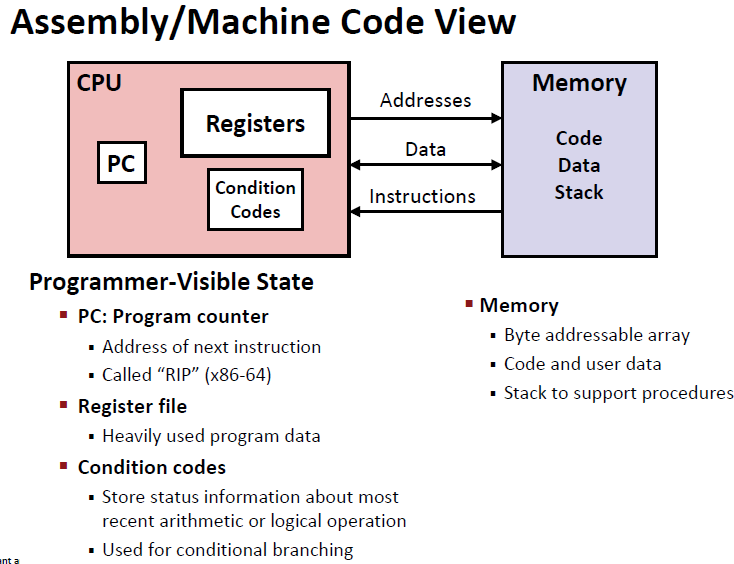 Assembly/Machine Code View
CPU
Registers
PC
Condition
Codes
Addresses
Data
Instructions
Memory
Code
Data
Stack
Programmer-Visible State
PC: Program counter
Address of next instruction
Called “RIP” (x86-64)
Register file
Heavily used program data
Condition codes
Store status information about most
recent arithmetic or logical operation
Used for conditional branching
Memory
Byte addressable array
Code and user data
Stack to support procedures